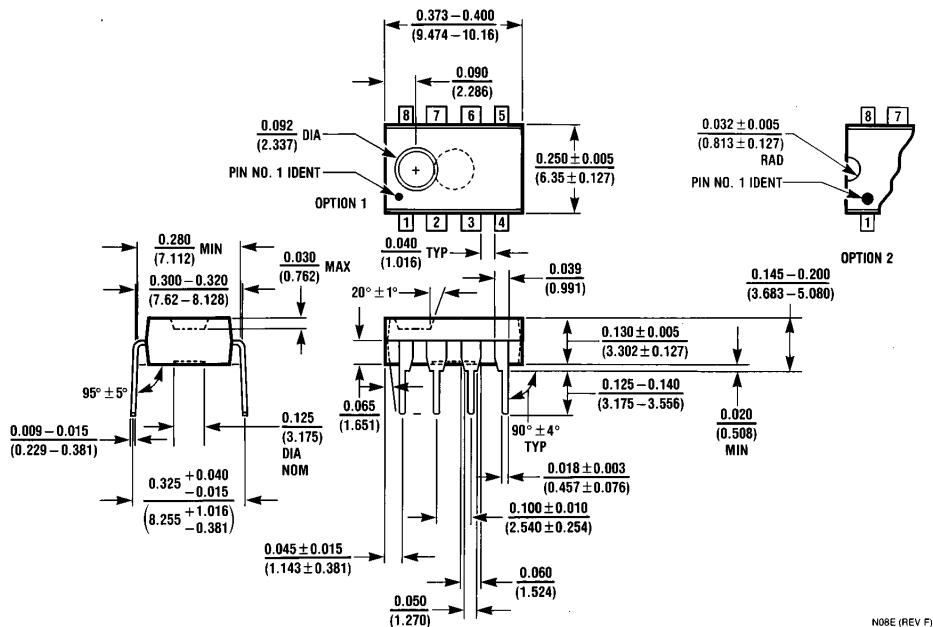 0.373 – 0.400
(9.474 – 10.16)
0.090
(2.286)
8 7 6 5
0.092 DIA
(2.337)
+
PIN NO. 1 IDENT
OPTION 1
1 2 3 4
0.250 ± 0.005
(6.35 ± 0.127)
8 7
0.032 ± 0.005
(0.813 ± 0.127)
RAD
PIN NO. 1 IDENT
1
OPTION 2
0.280 MIN
(7.112)
0.300 – 0.320
(7.62 – 8.128)
0.030 MAX
(0.762)
0.040 TYP
(1.016)
0.039
(0.991)
20° ± 1°
0.145 – 0.200
(3.683 – 5.080)
0.130 ± 0.005
(3.302 ± 0.127)
95° ± 5°
0.065
(1.651)
0.125 – 0.140
(3.175 – 3.556)
90° ± 4°
TYP
0.020
(0.508)
MIN
0.009 – 0.015
(0.229 – 0.381)
0.125
(3.175)
DIA
NOM
0.018 ± 0.003
(0.457 ± 0.076)
0.325 +0.040
–0.015
(8.255 +1.016
–0.381)
0.100 ± 0.010
(2.540 ± 0.254)
0.045 ± 0.015
(1.143 ± 0.381)
0.060
(1.524)
0.050
(1.270)
N08E (REV F)